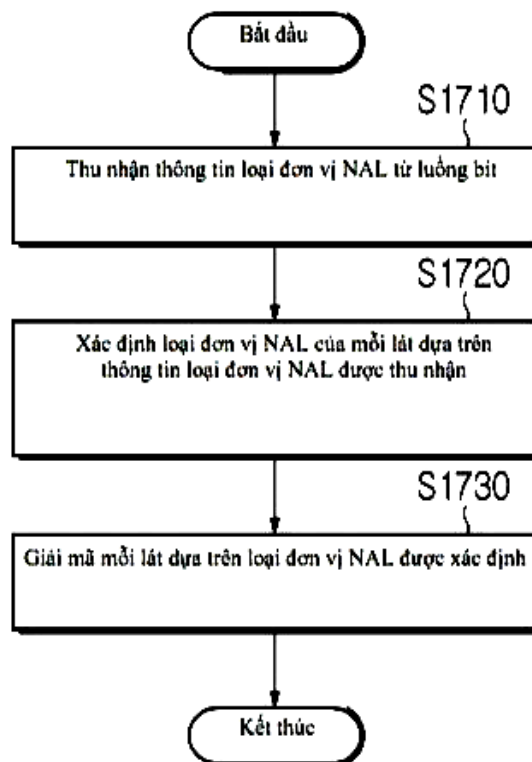 Bắt đầu
S1710
Thu nhận thông tin loại đơn vị NAL từ luồng bit
S1720
Xác định loại đơn vị NAL của mỗi lát dựa trên
thông tin loại đơn vị NAL được thu nhận
S1730
Giải mã mỗi lát dựa trên loại đơn vị NAL được xác định
Kết thúc